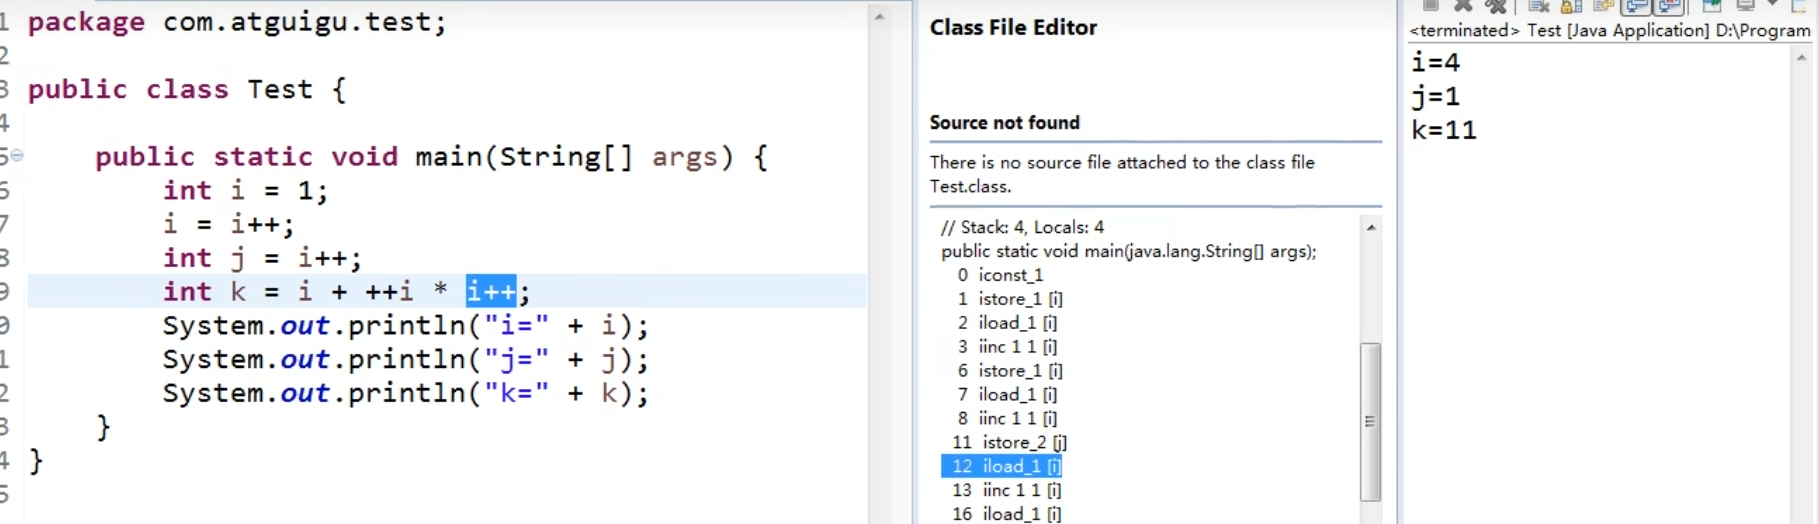 1 package com.atguigu.test;
2
3 public class Test {
4
5 public static void main(String[] args) {
6 int i = 1;
7 i = i++;
8 int j = i++;
9 int k = i + ++i * i++;
0 System.out.println("i=" + i);
1 System.out.println("j=" + j);
2 System.out.println("k=" + k);
3 }
4 }
5
Class File Editor
Source not found
There is no source file attached to the class file
Test.class.
// Stack: 4, Locals: 4
public static void main(java.lang.String[] args);
0 iconst_1
1 istore_1 [i]
2 iload_1 [i]
3 iinc 1 1 [i]
6 istore_1 [i]
7 iload_1 [i]
8 iinc 1 1 [i]
11 istore_2 [j]
12 iload_1 [i]
13 iinc 1 1 [i]
16 iload_1 [i]
<terminated> Test [Java Application] D:\Program
i=4
j=1
k=11